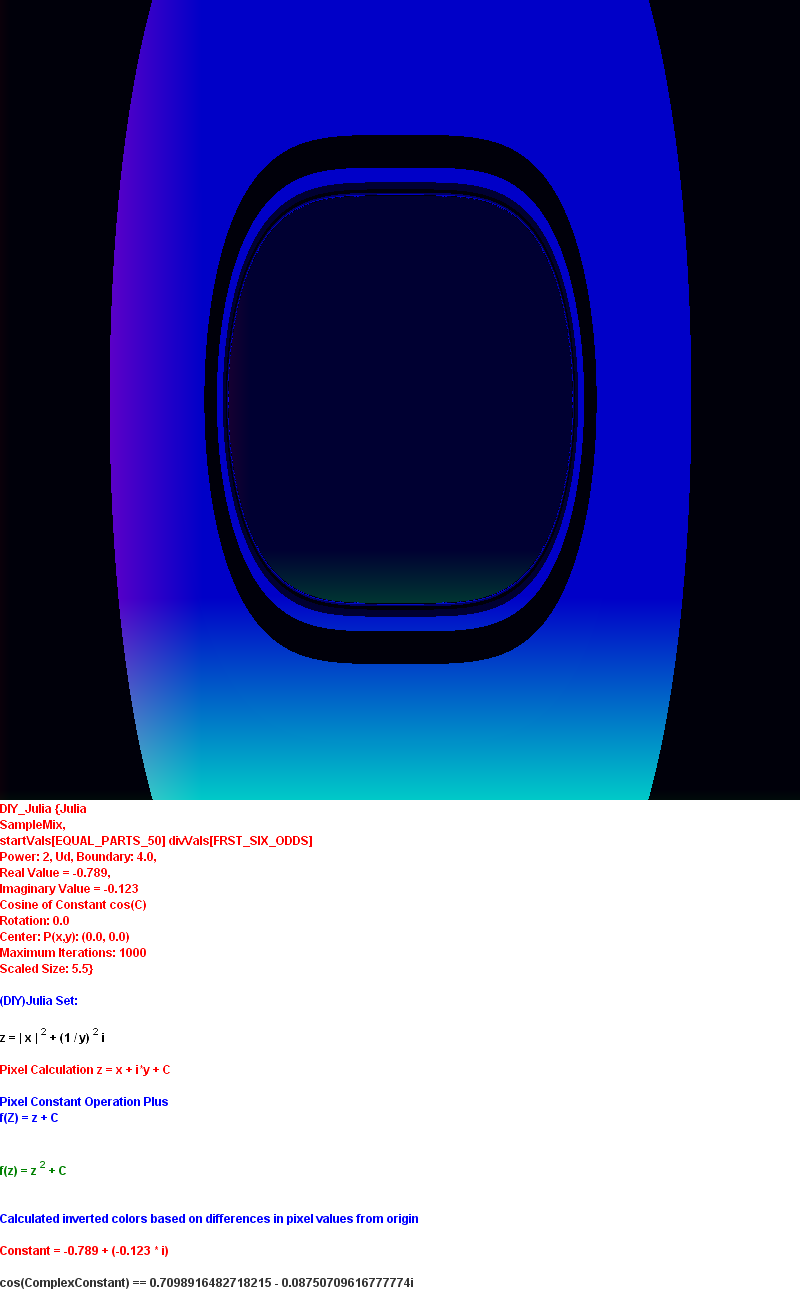 DIY_Julia {Julia
SampleMix,
startVals[EQUAL_PARTS_50] divVals[FRST_SIX_ODDS]
Power: 2, Ud, Boundary: 4.0,
Real Value = -0.789,
Imaginary Value = -0.123
Cosine of Constant cos(C)
Rotation: 0.0
Center: P(x,y): (0.0, 0.0)
Maximum Iterations: 1000
Scaled Size: 5.5}
(DIY)Julia Set:
z = | x | 2 + (1 / y) 2 i
Pixel Calculation z = x + i*y + C
Pixel Constant Operation Plus
f(Z) = z + C
f(z) = z 2 + C
Calculated inverted colors based on differences in pixel values from origin
Constant = -0.789 + (-0.123 * i)
cos(ComplexConstant) == 0.7098916482718215 - 0.08750709616777774i